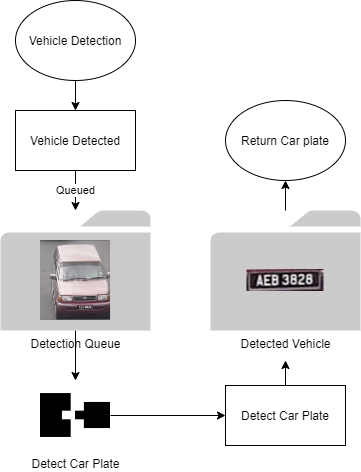 Vehicle Detection
Vehicle Detected
Queued
Detection Queue
Detect Car Plate
Detect Car Plate
AEB 3828
Detected Vehicle
Return Car plate